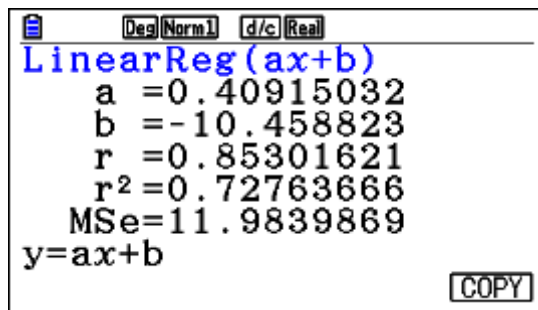 Deg Norm1 d/c Real
LinearReg(ax+b)
a =0.40915032
b =-10.458823
r =0.85301621
r²=0.72763666
MSe=11.9839869
y=ax+b
COPY